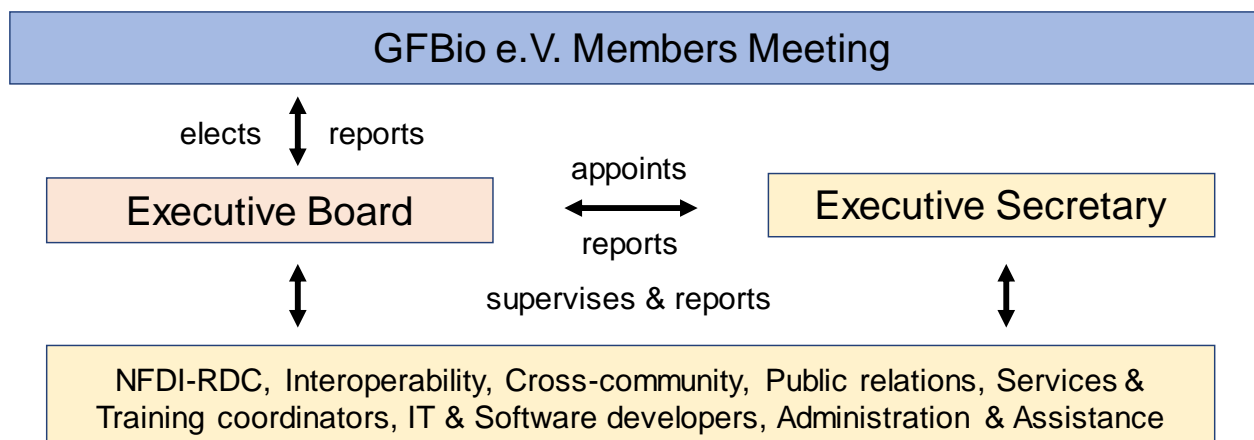 GFBio e.V. Members Meeting
elects reports
appoints
Executive Board
Executive Secretary
reports
supervises & reports
NFDI-RDC, Interoperability, Cross-community, Public relations, Services &
Training coordinators, IT & Software developers, Administration & Assistance